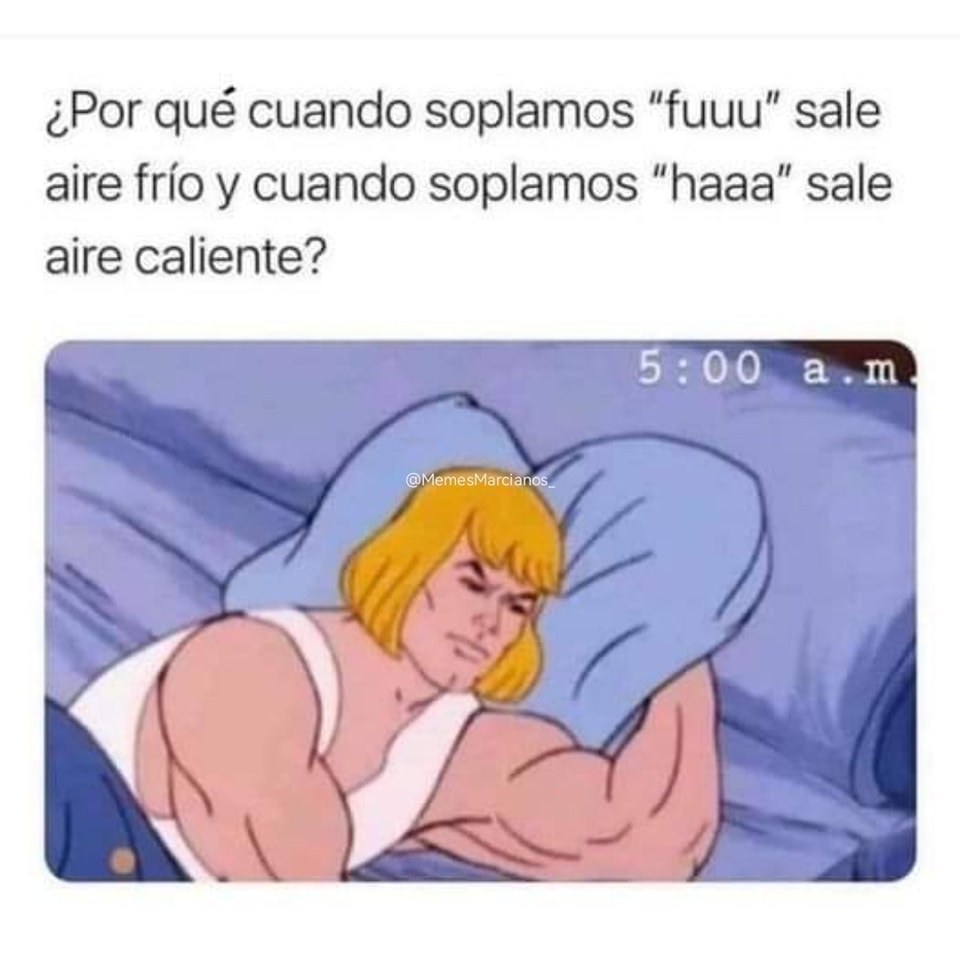 ¿Por qué cuando soplamos "fuuu" sale
aire frío y cuando soplamos "haaa" sale
aire caliente?
5:00 a.m.
@MemesMarcianos_